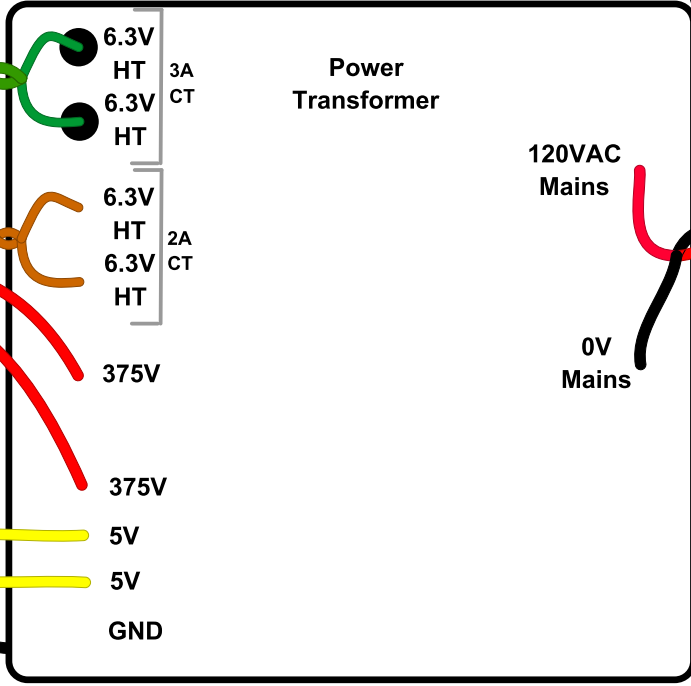 6.3V
HT
6.3V
HT
3A
CT
Power
Transformer
120VAC
Mains
6.3V
HT
6.3V
HT
2A
CT
0V
Mains
375V
375V
5V
5V
GND